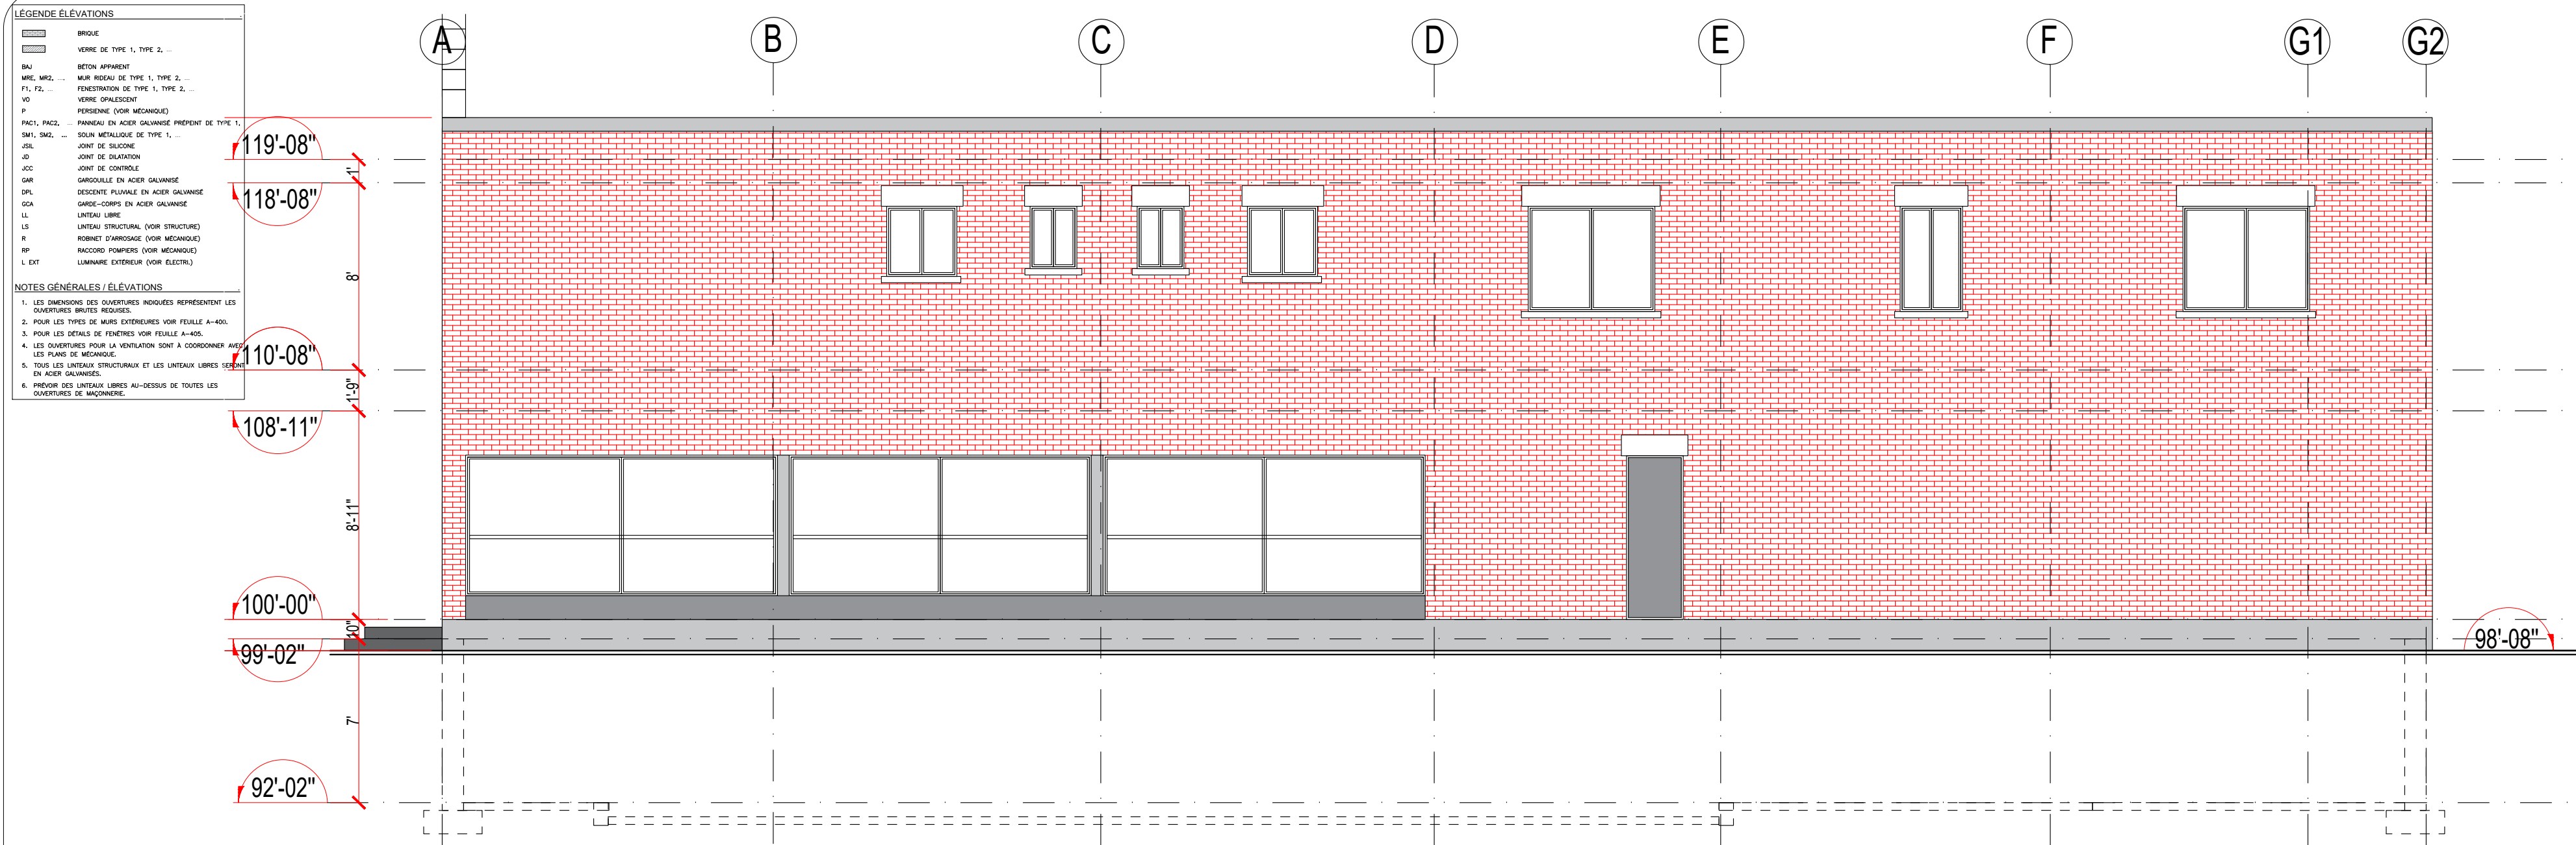 LÉGENDE ÉLÉVATIONS
BRIQUE
VERRE DE TYPE 1, TYPE 2, ...
BAJ BÉTON APPARENT
MRE, MR2, ... MUR RIDEAU DE TYPE 1, TYPE 2, ...
F1, F2, ... FENESTRATION DE TYPE 1, TYPE 2, ...
VO VERRE OPALESCENT
P PERSIENNE (VOIR MÉCANIQUE)
PAC1, PAC2, ... PANNEAU EN ACIER GALVANISÉ PRÉPEINT DE TYPE 1,
SM1, SM2, ... SOLIN MÉTALLIQUE DE TYPE 1, ...
JSIL JOINT DE SILICONE
JD JOINT DE DILATATION
JCC JOINT DE CONTRÔLE
GAR GARGOUILLE EN ACIER GALVANISÉ
DPL DESCENTE PLUVIALE EN ACIER GALVANISÉ
GCA GARDE-CORPS EN ACIER GALVANISÉ
LL LINTEAU LIBRE
LS LINTEAU STRUCTURAL (VOIR STRUCTURE)
R ROBINET D'ARROSAGE (VOIR MÉCANIQUE)
RP RACCORD POMPIERS (VOIR MÉCANIQUE)
L EXT LUMINAIRE EXTÉRIEUR (VOIR ÉLECTRI.)
NOTES GÉNÉRALES / ÉLÉVATIONS
1. LES DIMENSIONS DES OUVERTURES INDIQUÉES REPRÉSENTENT LES
OUVERTURES BRUTES REQUISES.
2. POUR LES TYPES DE MURS EXTÉRIEURES VOIR FEUILLE A-400.
3. POUR LES DÉTAILS DE FENÊTRES VOIR FEUILLE A-405.
4. LES OUVERTURES POUR LA VENTILATION SONT À COORDONNER AVEC
LES PLANS DE MÉCANIQUE.
5. TOUS LES LINTEAUX STRUCTURAUX ET LES LINTEAUX LIBRES SERONT
EN ACIER GALVANISÉS.
6. PRÉVOIR DES LINTEAUX LIBRES AU-DESSUS DE TOUTES LES
OUVERTURES DE MAÇONNERIE.
A B C D E F G1 G2
119'-08"
1'
118'-08"
8'
110'-08"
1'-9"
108'-11"
8'-11"
100'-00"
10"
99'-02"
98'-08"
7'
92'-02"